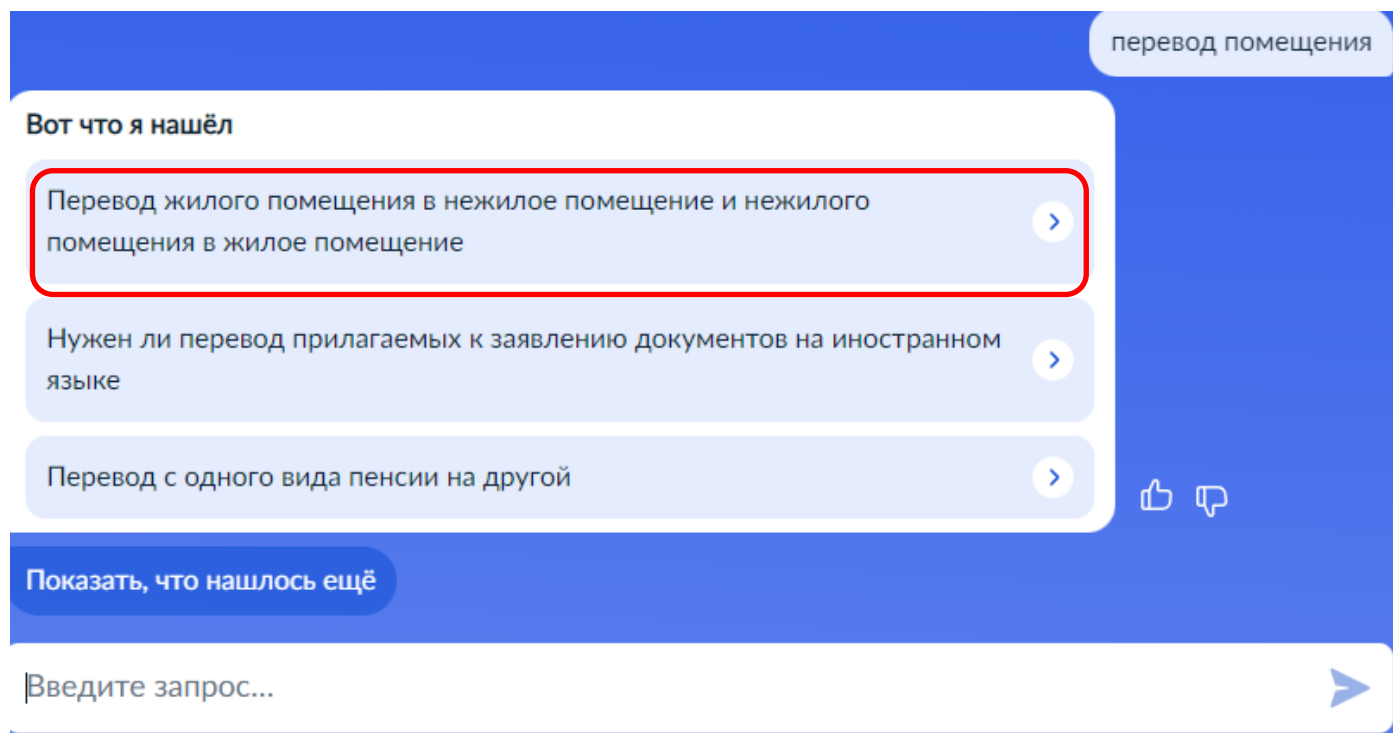 перевод помещения
Вот что я нашёл
Перевод жилого помещения в нежилое помещение и нежилого
помещения в жилое помещение
Нужен ли перевод прилагаемых к заявлению документов на иностранном
языке
Перевод с одного вида пенсии на другой
Показать, что нашлось ещё
Введите запрос...